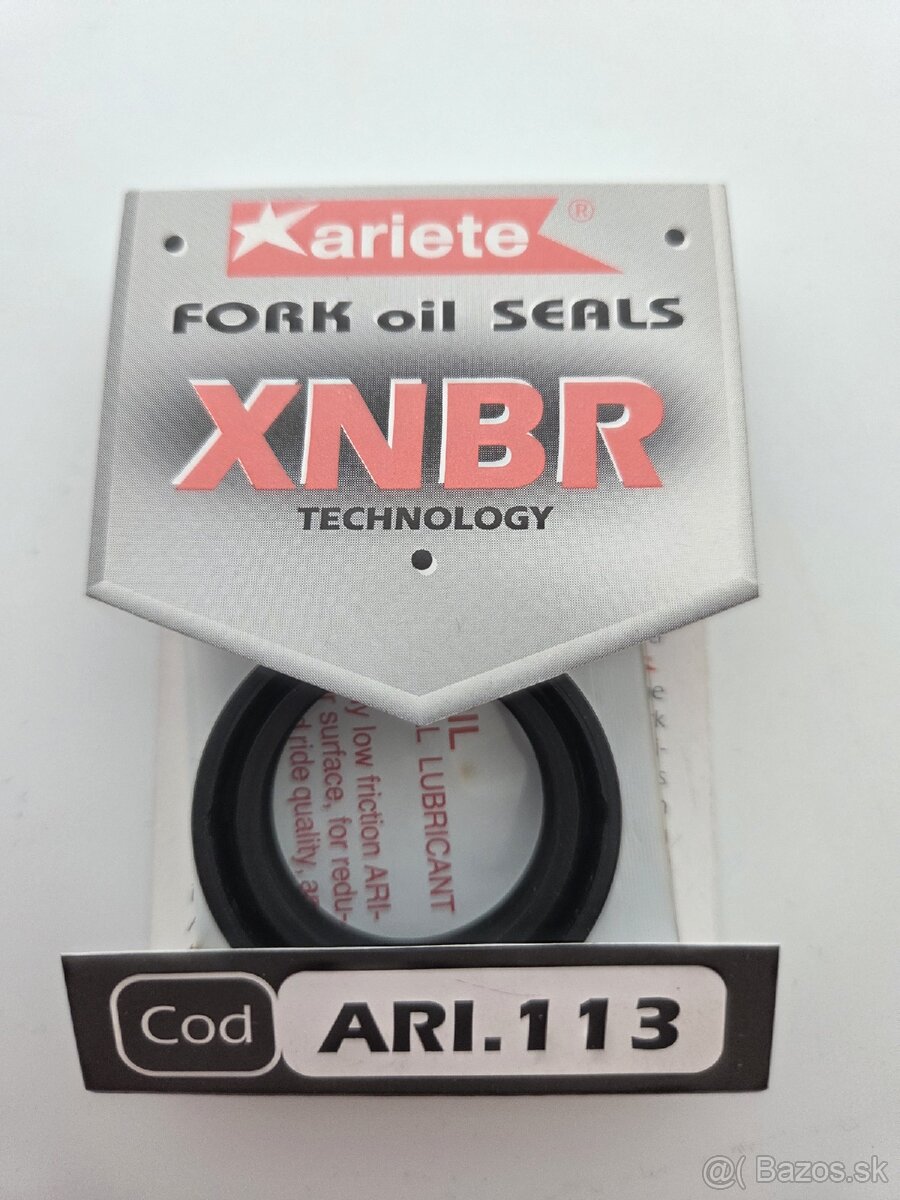 ariete ®
FORK oil SEALS
XNBR
TECHNOLOGY
IL
L LUBRICANT
y low friction ARI-
surface, for redu-
ride quality,
Cod ARI.113
@( Bazos.sk